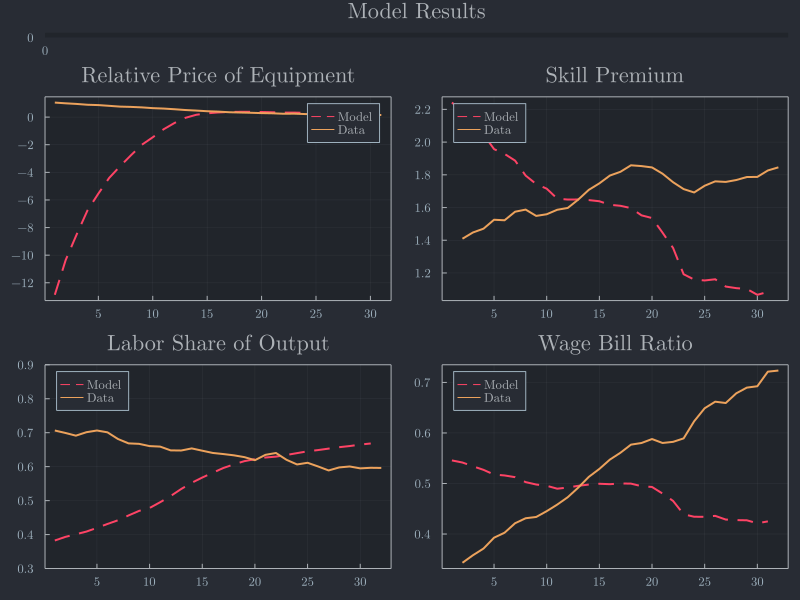 Model Results
0
0
Relative Price of Equipment
0
−2
−4
−6
−8
−10
−12
Model
Data
5 10 15 20 25 30
Skill Premium
2.2
2.0
1.8
1.6
1.4
1.2
Model
Data
5 10 15 20 25 30
Labor Share of Output
0.9
0.8
0.7
0.6
0.5
0.4
0.3
Model
Data
5 10 15 20 25 30
Wage Bill Ratio
0.7
0.6
0.5
0.4
Model
Data
5 10 15 20 25 30